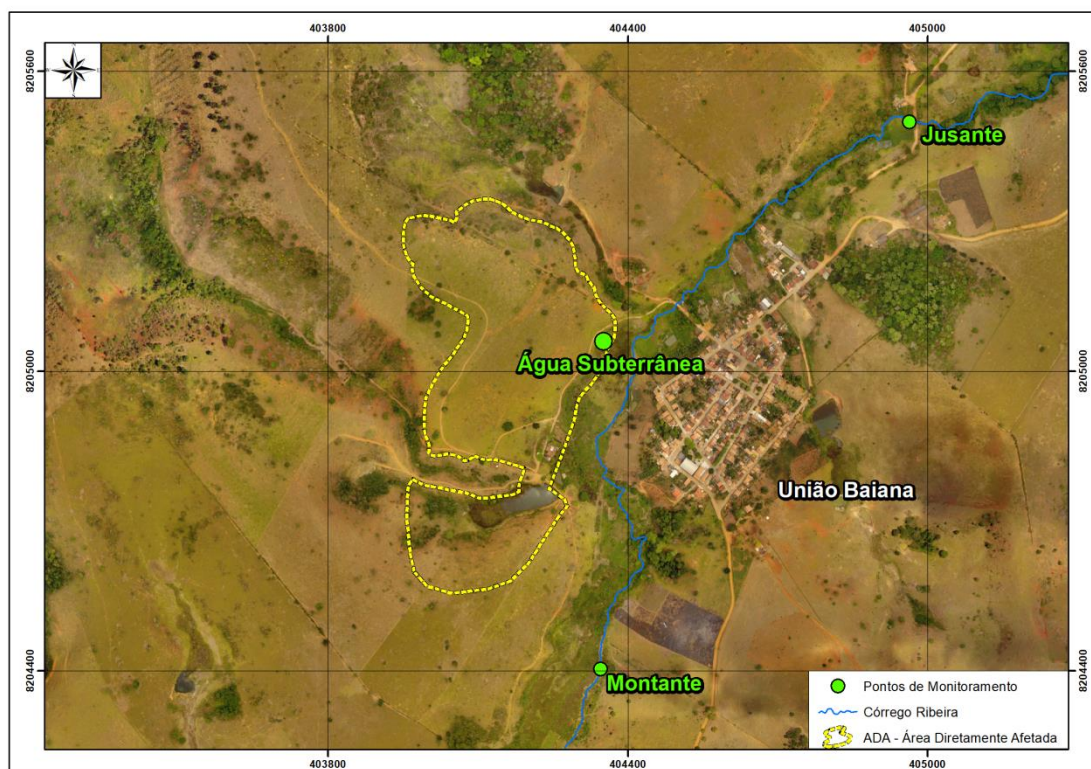 403800
404400
405000
8205600
8205600
Jusante
Água Subterrânea
8205000
8205000
União Baiana
Montante
8204400
8204400
Pontos de Monitoramento
Córrego Ribeira
ADA - Área Diretamente Afetada
403800
404400
405000